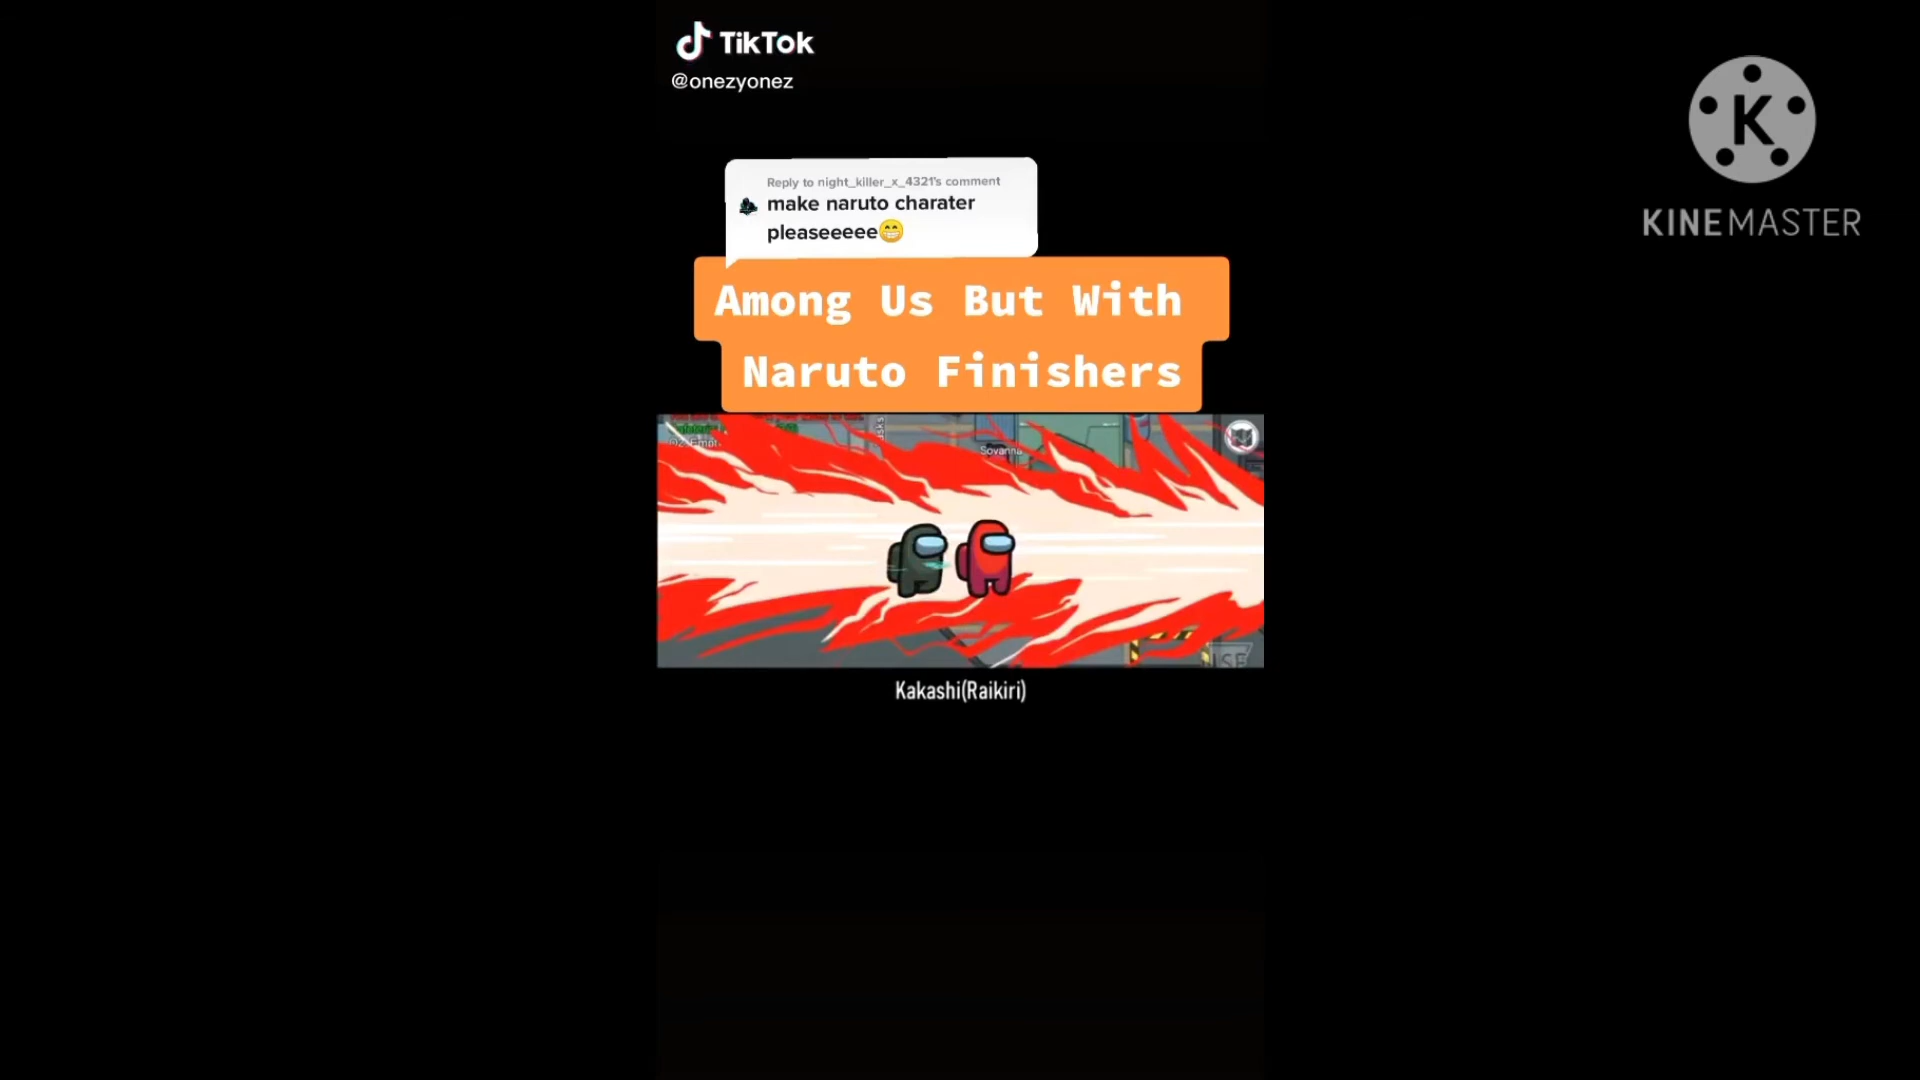 TikTok
@onezyonez
K
KINEMASTER
Reply to night_killer_x_4321's comment
make naruto charater
pleaseeeee😁
Among Us But With
Naruto Finishers
Sovanna
Kakashi(Raikiri)